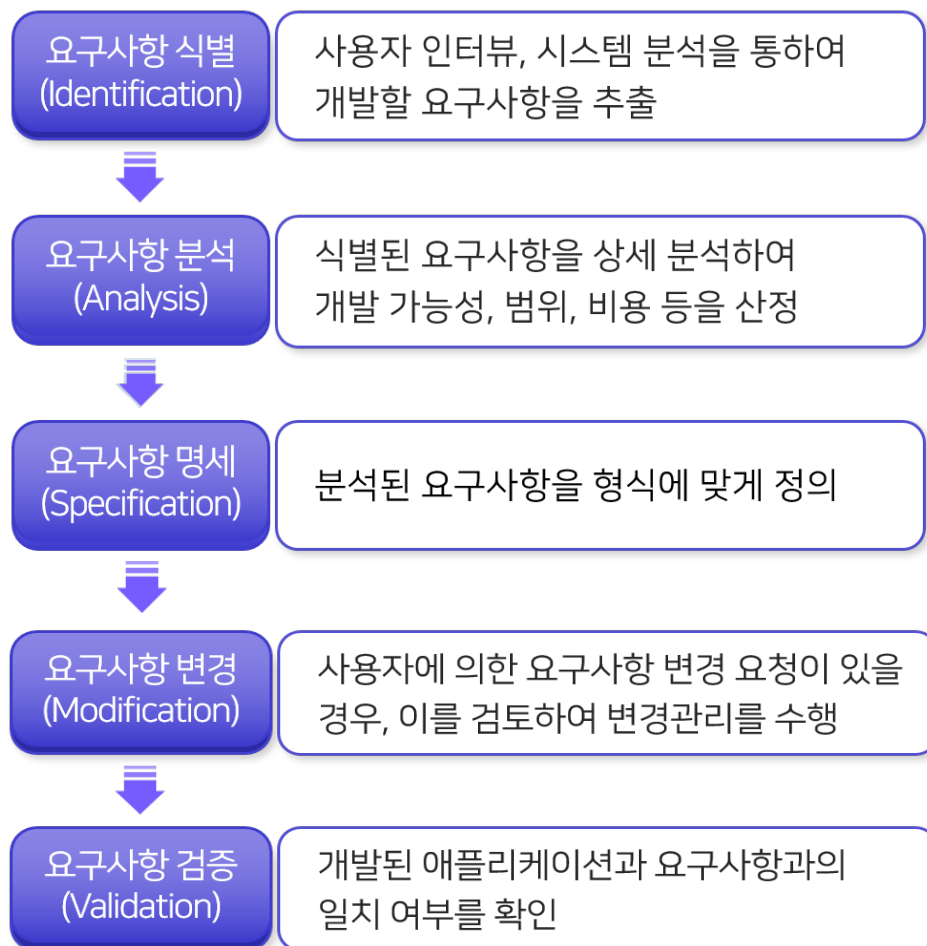 요구사항 식별
(Identification)
사용자 인터뷰, 시스템 분석을 통하여
개발할 요구사항을 추출
요구사항 분석
(Analysis)
식별된 요구사항을 상세 분석하여
개발 가능성, 범위, 비용 등을 산정
요구사항 명세
(Specification)
분석된 요구사항을 형식에 맞게 정의
요구사항 변경
(Modification)
사용자에 의한 요구사항 변경 요청이 있을
경우, 이를 검토하여 변경관리를 수행
요구사항 검증
(Validation)
개발된 애플리케이션과 요구사항과의
일치 여부를 확인